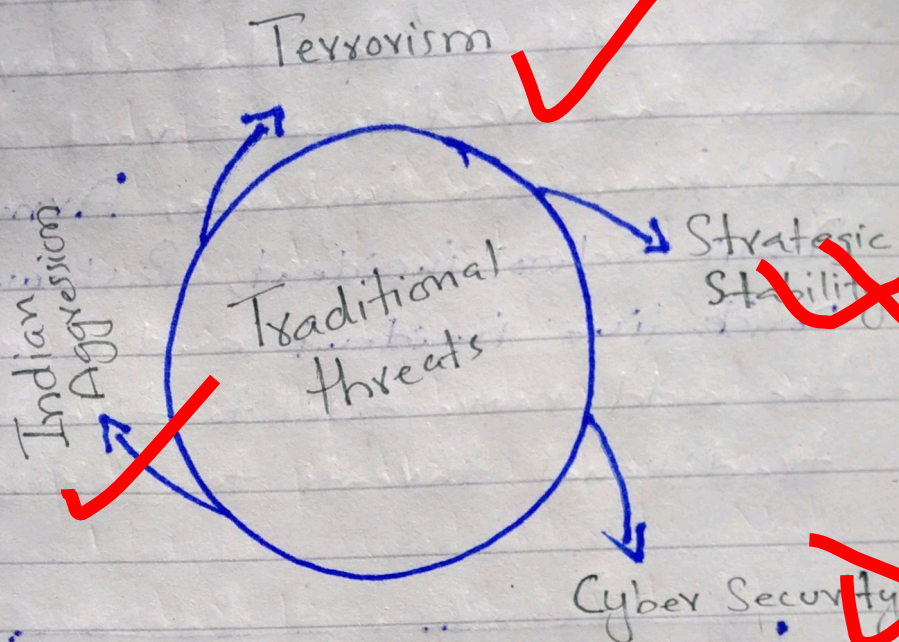 Terrorism
Strategic
Stability
Indian
Aggression
Traditional
threats
Cyber Security